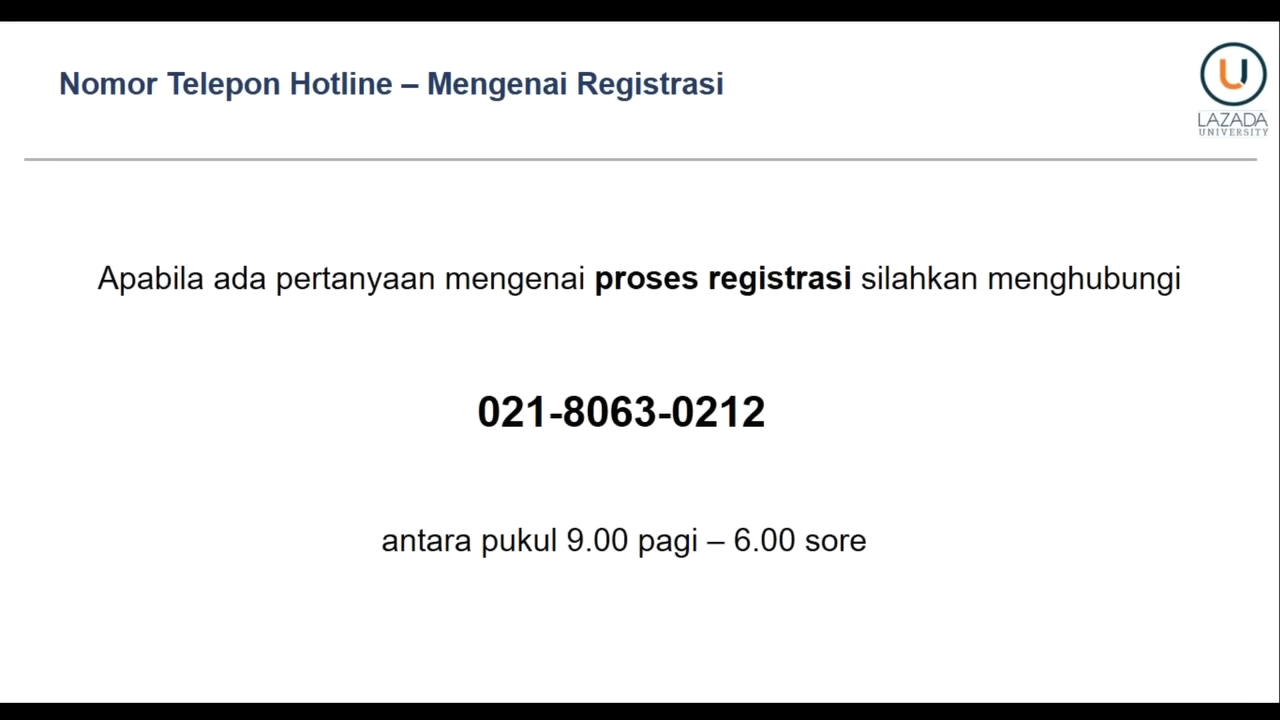 Nomor Telepon Hotline – Mengenai Registrasi
U
LAZADA
UNIVERSITY
Apabila ada pertanyaan mengenai proses registrasi silahkan menghubungi
021-8063-0212
antara pukul 9.00 pagi – 6.00 sore